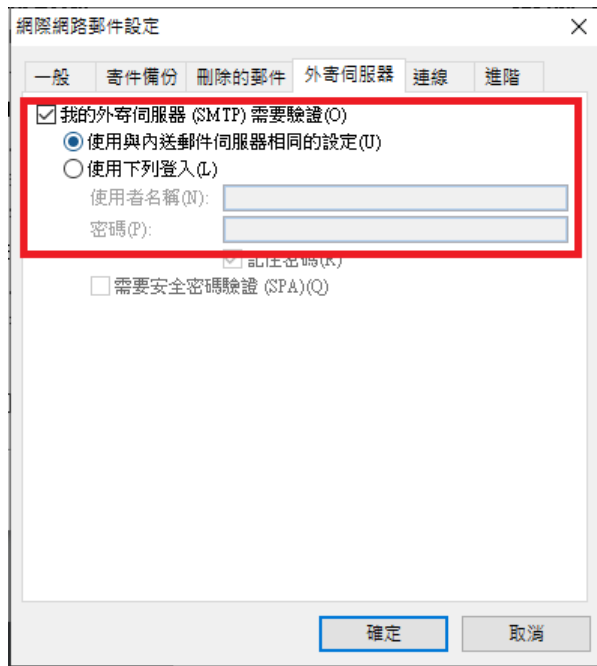 網際網路郵件設定
一般 寄件備份 刪除的郵件 外寄伺服器 連線 進階
我的外寄伺服器 (SMTP) 需要驗證(O)
使用與內送郵件伺服器相同的設定(U)
使用下列登入(L)
使用者名稱(N):
密碼(P):
記住密碼(R)
需要安全密碼驗證 (SPA)(Q)
確定 取消